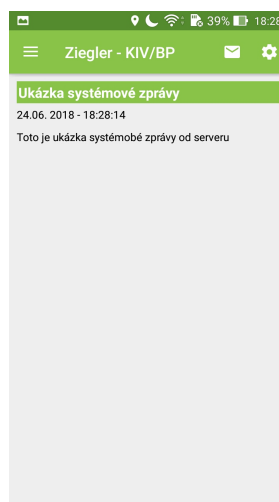 39% 18:28
Ziegler - KIV/BP
Ukázka systémové zprávy
24.06. 2018 - 18:28:14
Toto je ukázka systémobé zprávy od serveru